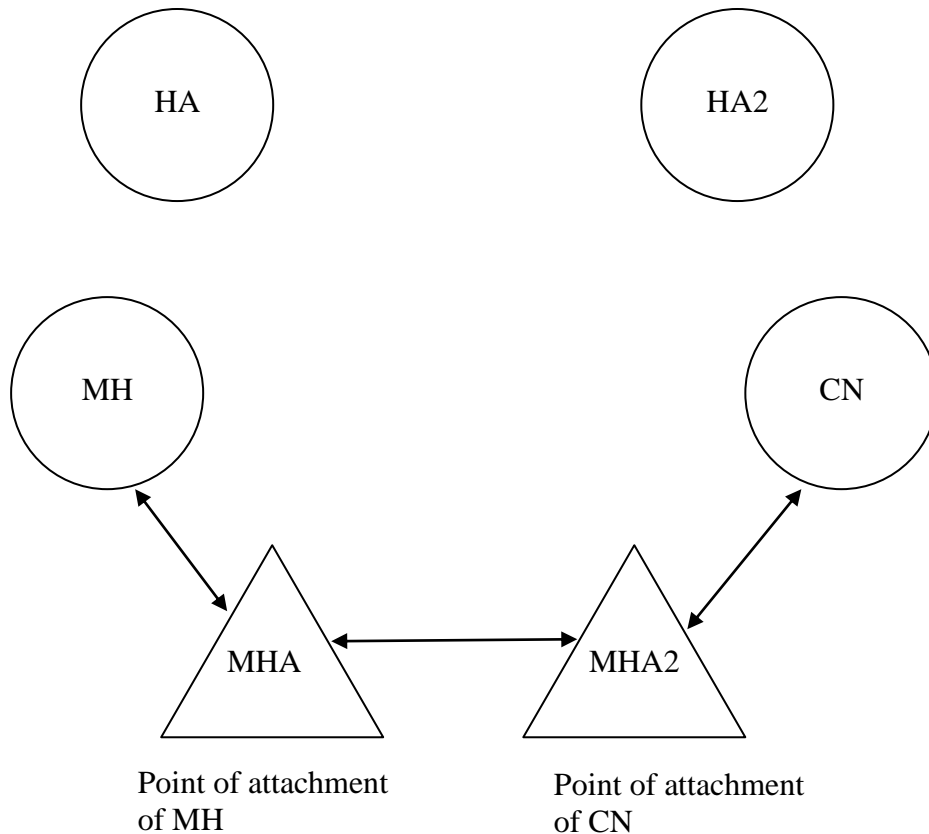 HA
HA2
MH
CN
MHA
MHA2
Point of attachment
of MH
Point of attachment
of CN